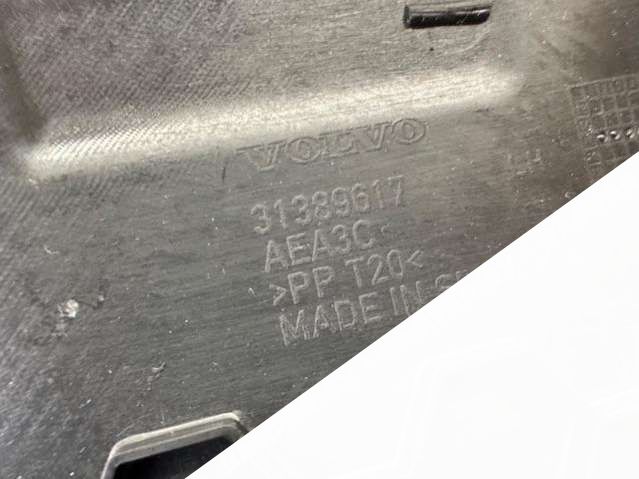 VOLVO
31389617
AEA3C
>PP T20<
MADE IN